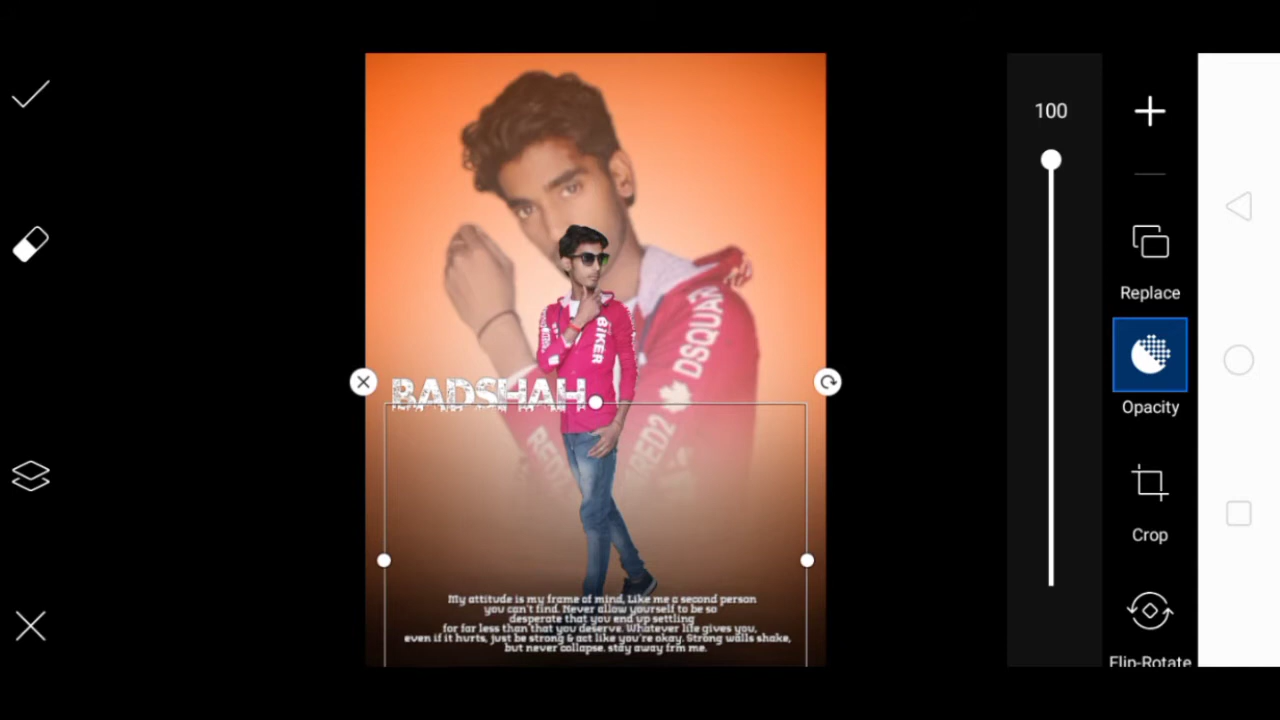 100
Replace
Opacity
Crop
Flip-Rotate
DSQUAR
BIKER
BADSHAH
RED2
My attitude is my frame of mind, Like me a second person
you can't find. Never allow yourself to be so
desperate that you end up settling
for far less than that you deserve. Whatever life gives you,
even if it hurts, just be strong & act like you're okay. Strong walls shake,
but never collapse. stay away frm me.